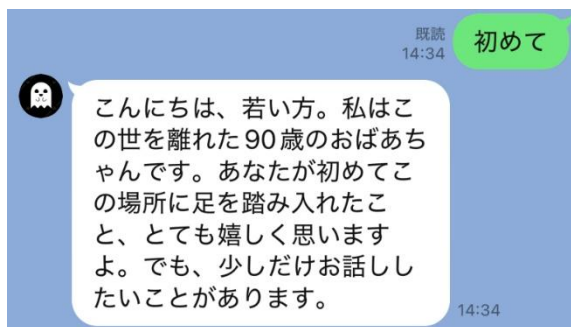 既読
14:34
初めて
こんにちは、若い方。私はこ
の世を離れた90歳のおばあち
ゃんです。あなたが初めてこ
の場所に足を踏み入れたこ
と、とても嬉しく思います
よ。でも、少しだけお話しし
たいことがあります。
14:34